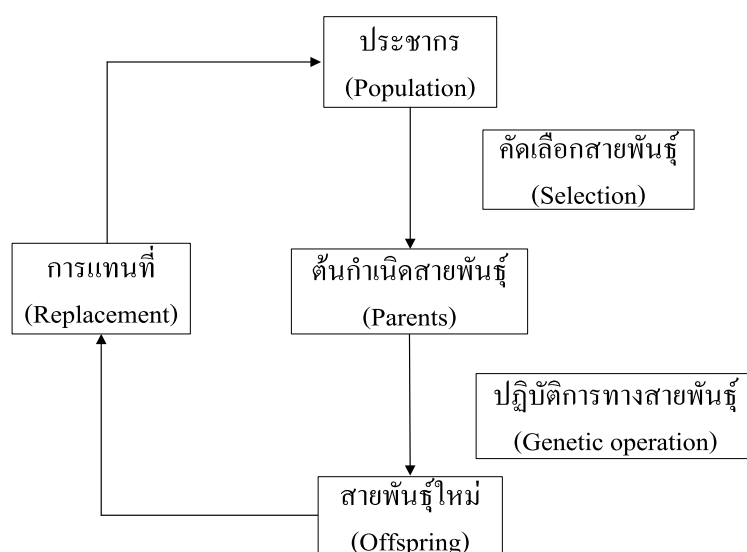 ประชากร
(Population)
คัดเลือกสายพันธุ์
(Selection)
การแทนที่
(Replacement)
ต้นกำเนิดสายพันธุ์
(Parents)
ปฏิบัติการทางสายพันธุ์
(Genetic operation)
สายพันธุ์ใหม่
(Offspring)